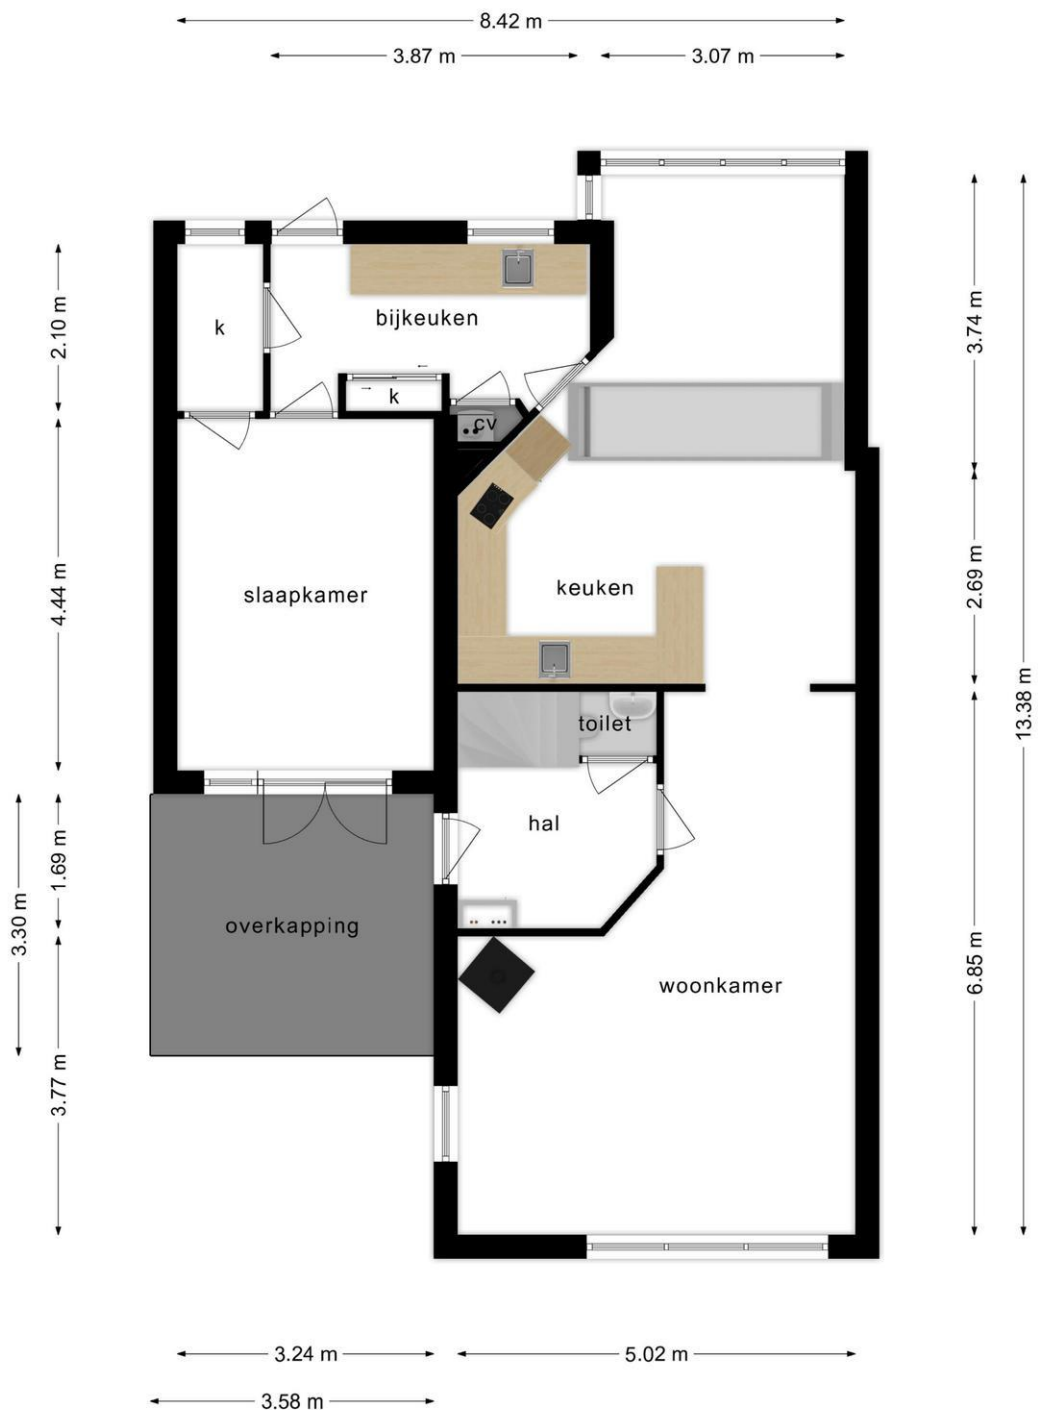 8.42 m
3.87 m
3.07 m
2.10 m
k
bijkeuken
3.74 m
k
cv
4.44 m
slaapkamer
keuken
2.69 m
13.38 m
toilet
hal
1.69 m
3.30 m
overkapping
6.85 m
woonkamer
3.77 m
3.24 m
5.02 m
3.58 m